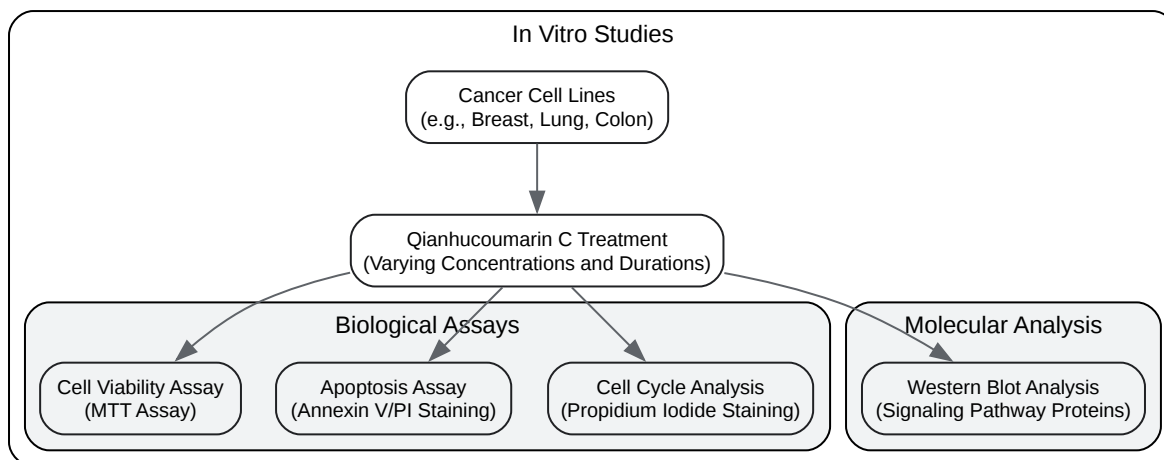 In Vitro Studies
Cancer Cell Lines
(e.g., Breast, Lung, Colon)
Qianhucoumarin C Treatment
(Varying Concentrations and Durations)
Biological Assays
Molecular Analysis
Cell Viability Assay
(MTT Assay)
Apoptosis Assay
(Annexin V/PI Staining)
Cell Cycle Analysis
(Propidium Iodide Staining)
Western Blot Analysis
(Signaling Pathway Proteins)